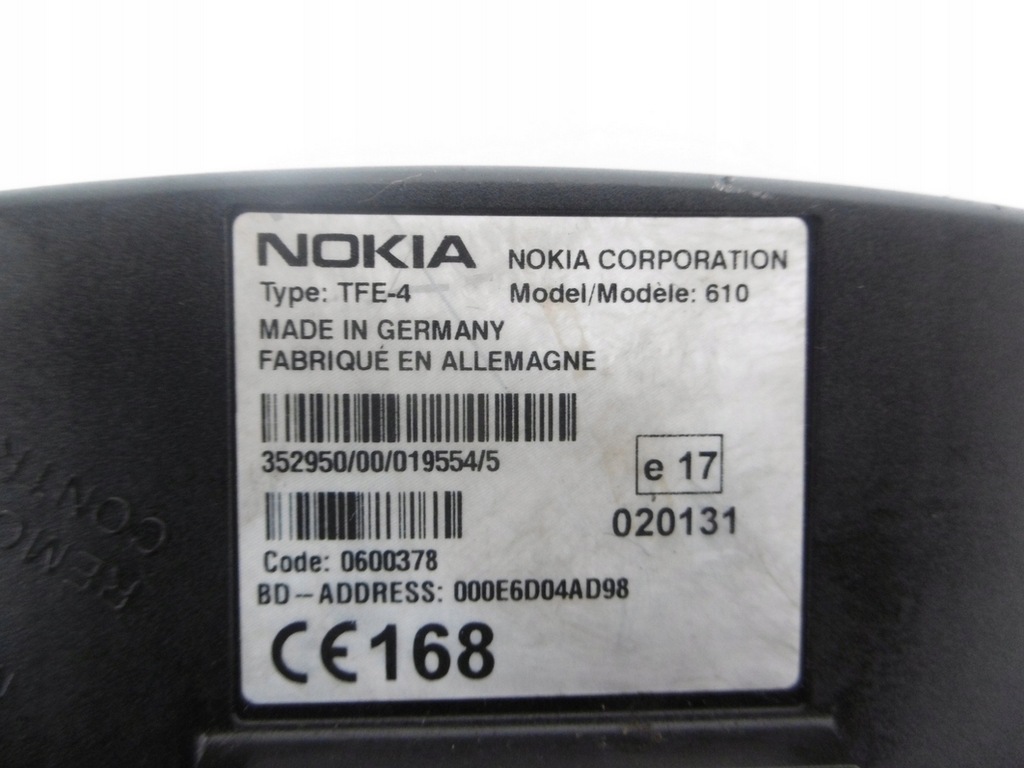 NOKIA NOKIA CORPORATION
Type: TFE-4 Model/Modèle: 610
MADE IN GERMANY
FABRIQUÉ EN ALLEMAGNE
352950/00/019554/5
e 17
020131
Code: 0600378
BD-ADDRESS: 000E6D04AD98
CE168